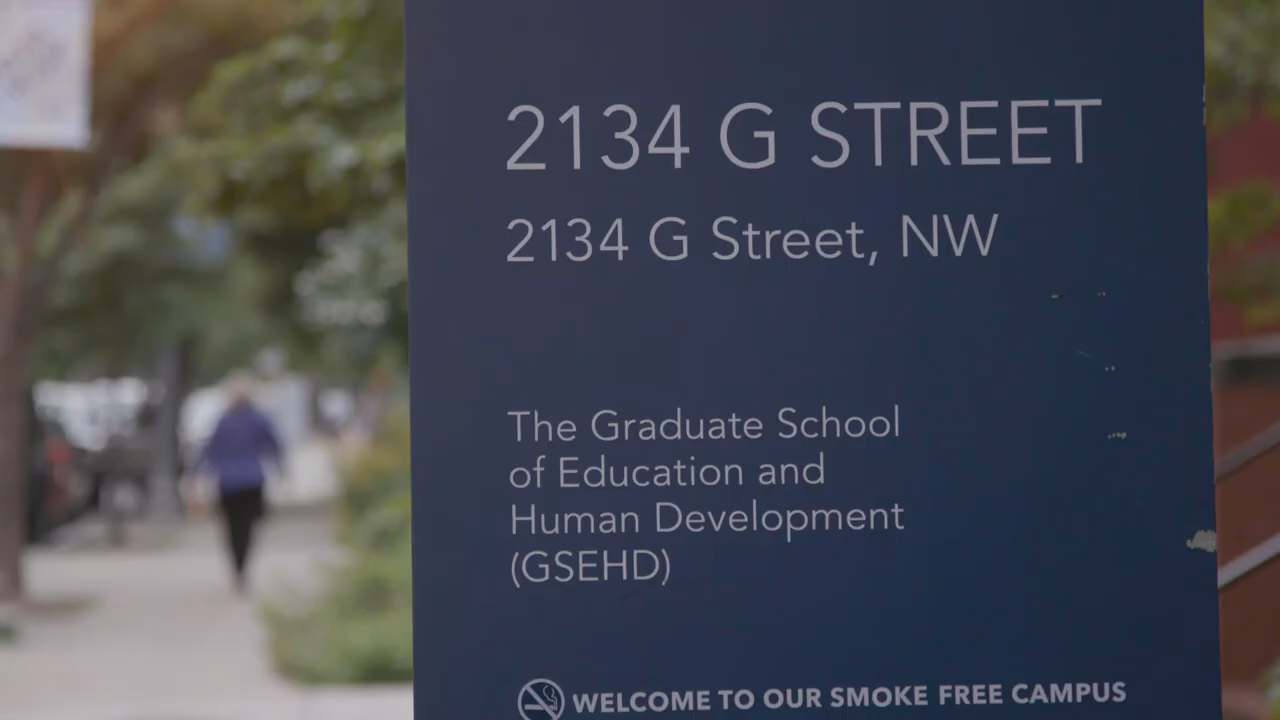 2134 G STREET
2134 G Street, NW
The Graduate School
of Education and
Human Development
(GSEHD)
WELCOME TO OUR SMOKE FREE CAMPUS